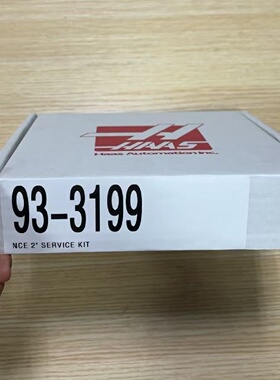 HAAS
Haas Automation Inc.
93-3199
NCE 2" SERVICE KIT